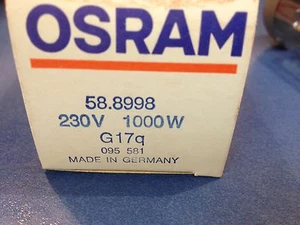 OSRAM
58.8998
230V 1000W
G17q
095 581
MADE IN GERMANY